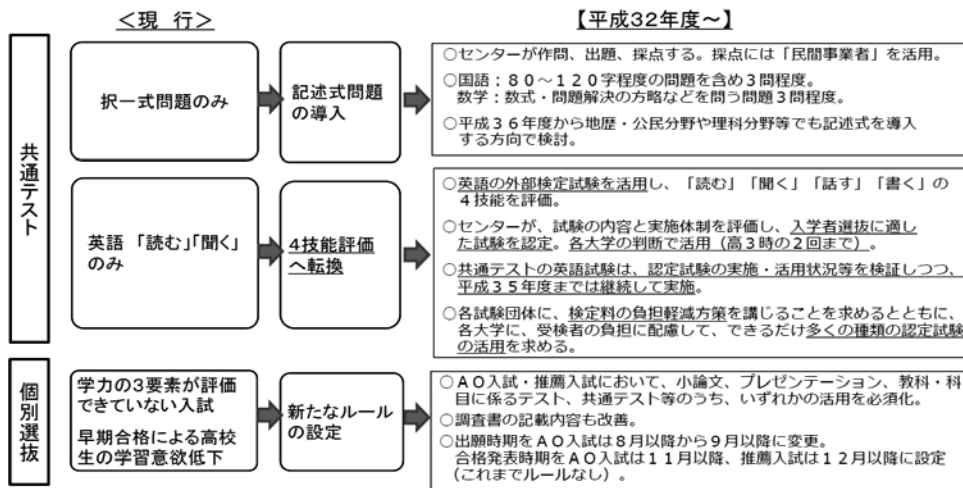 ＜現　行＞
【平成32年度～】
共通テスト
択一式問題のみ
記述式問題
の導入
○センターが作問、出題、採点する。採点には「民間事業者」を活用。
○国語：８０～１２０字程度の問題を含め３問程度。
数学：数式・問題解決の方略などを問う問題３問程度。
○平成３６年度から地歴・公民分野や理科分野等でも記述式を導入
する方向で検討。
英語 「読む」「聞く」
のみ
4技能評価
へ転換
○英語の外部検定試験を活用し、「読む」「聞く」「話す」「書く」の
４技能を評価。
○センターが、試験の内容と実施体制を評価し、入学者選抜に適し
た試験を認定。各大学の判断で活用（高３時の２回まで）。
○共通テストの英語試験は、認定試験の実施・活用状況等を検証しつつ、
平成３５年度までは継続して実施。
○各試験団体に、検定料の負担軽減方策を講じることを求めるとともに、
各大学に、受検者の負担に配慮して、できるだけ多くの種類の認定試験
の活用を求める。
個別選抜
学力の3要素が評価
できていない入試
早期合格による高校
生の学習意欲低下
新たなルール
の設定
○ＡＯ入試・推薦入試において、小論文、プレゼンテーション、教科・科
目に係るテスト、共通テスト等のうち、いずれかの活用を必須化。
○調査書の記載内容も改善。
○出願時期をＡＯ入試は８月以降から９月以降に変更。
合格発表時期をＡＯ入試は１１月以降、推薦入試は１２月以降に設定
（これまでルールなし）。